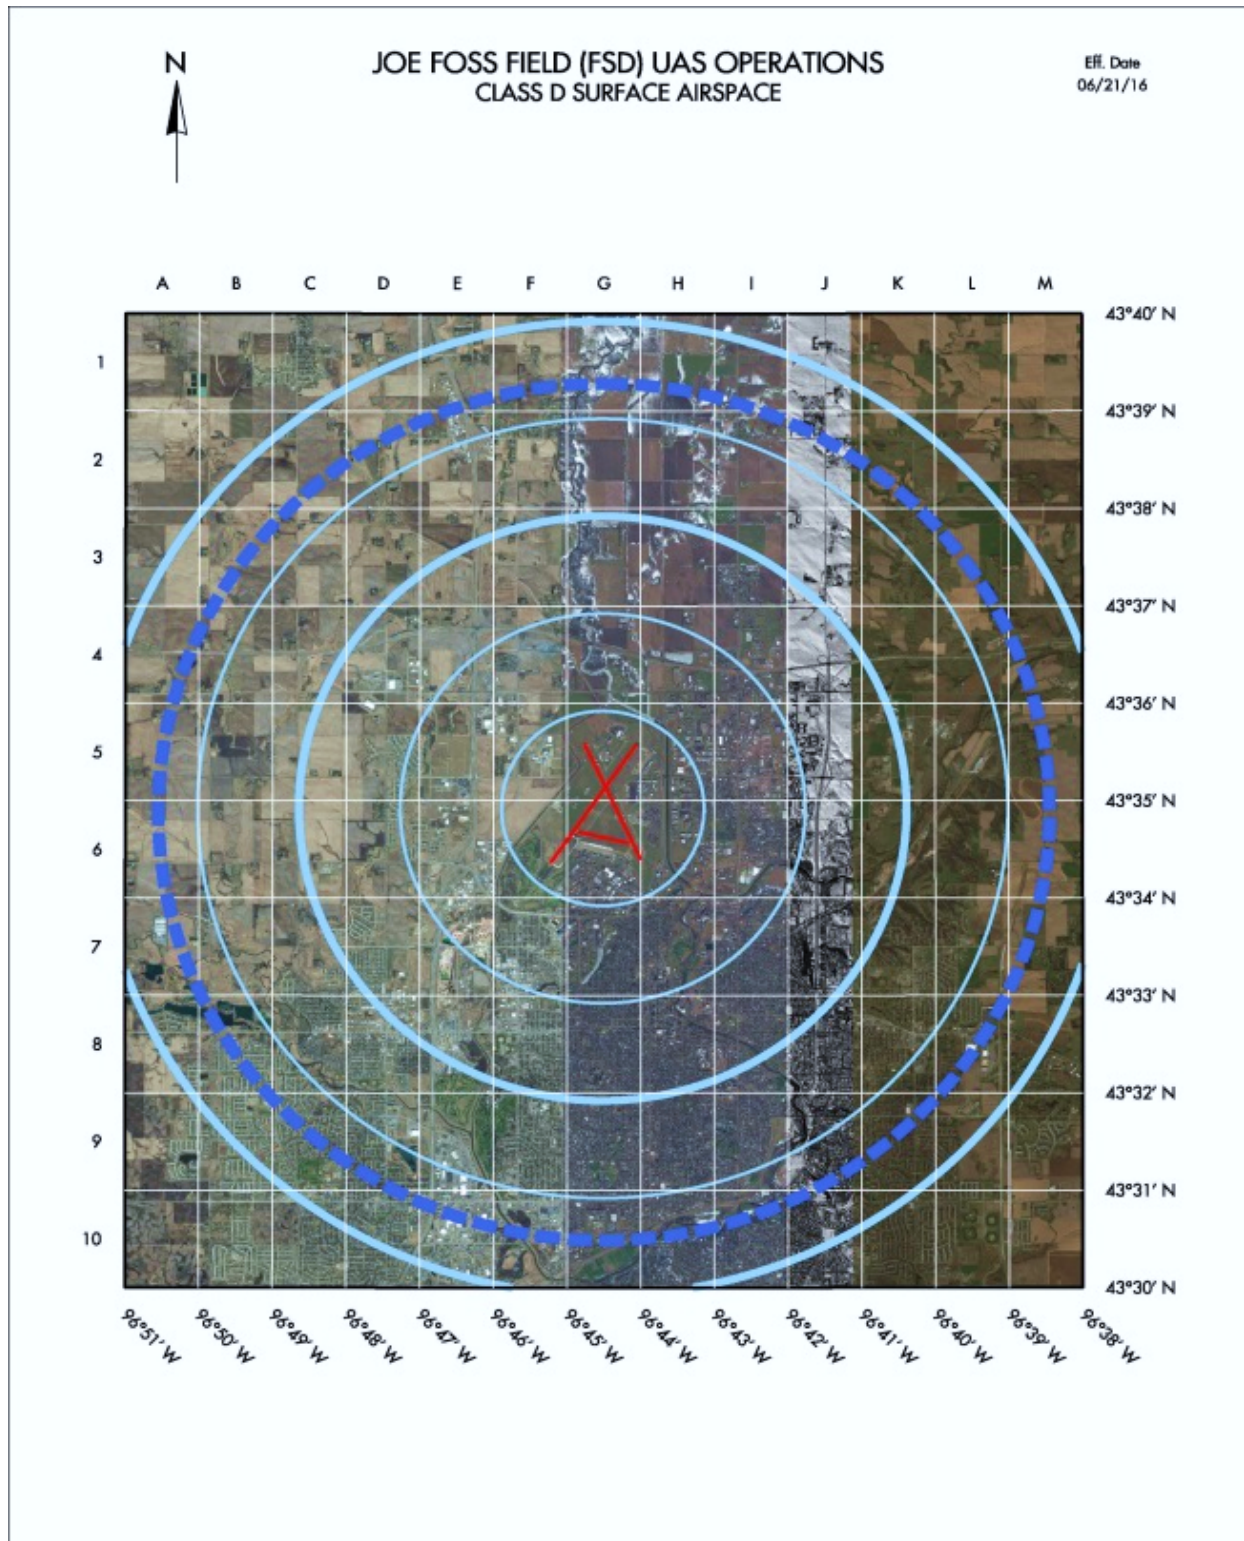 N
JOE FOSS FIELD (FSD) UAS OPERATIONS
CLASS D SURFACE AIRSPACE
Eff. Date
06/21/16
A B C D E F G H I J K L M
43°40' N
1
43°39' N
2
43°38' N
3
43°37' N
4
43°36' N
5
43°35' N
6
43°34' N
7
43°33' N
8
43°32' N
9
43°31' N
10
43°30' N
96°51' W
96°50' W
96°49' W
96°48' W
96°47' W
96°46' W
96°45' W
96°44' W
96°43' W
96°42' W
96°41' W
96°40' W
96°39' W
96°38' W